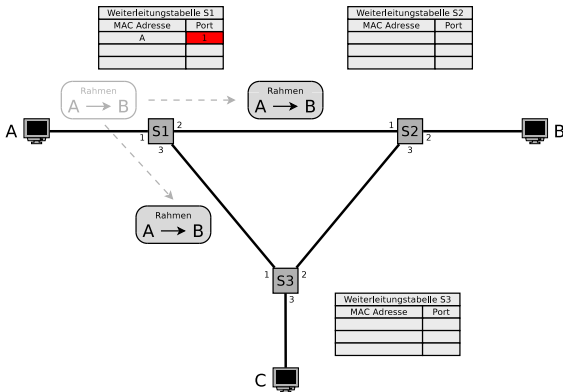 Weiterleitungstabelle S1
MAC Adresse Port
A 1
Weiterleitungstabelle S2
MAC Adresse Port
Rahmen
A B
Rahmen
A B
A 1 S1 2 3
1 S2 2 3 B
Rahmen
A B
1 S3 2 3
Weiterleitungstabelle S3
MAC Adresse Port
C